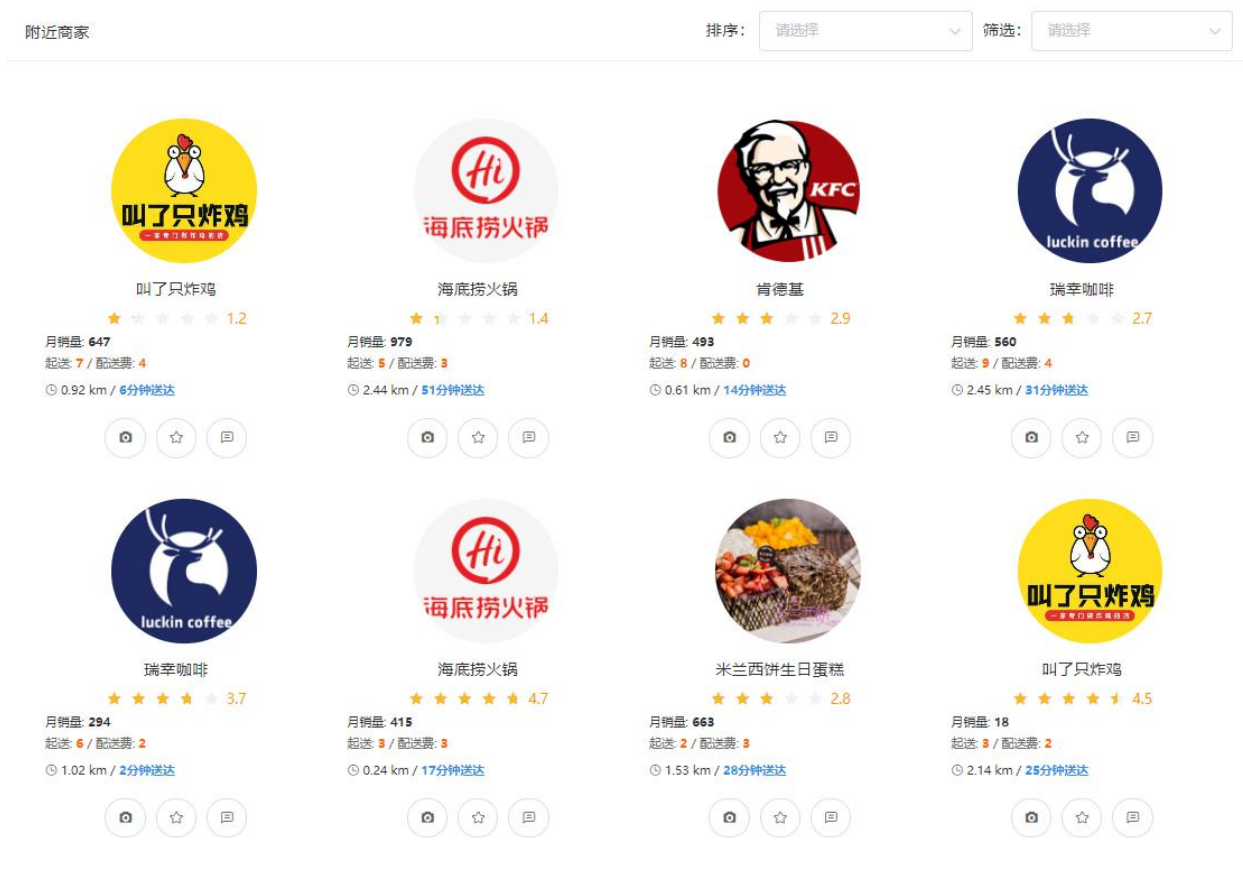 附近商家
排序： 请选择 筛选： 请选择
叫了只炸鸡
一家专门做炸鸡的店
Hi
海底捞火锅
KFC
luckin coffee
叫了只炸鸡 海底捞火锅 肯德基 瑞幸咖啡
1.2 1.4 2.9 2.7
月销量: 647 月销量: 979 月销量: 493 月销量: 560
起送: 7 / 配送费: 4 起送: 5 / 配送费: 3 起送: 8 / 配送费: 0 起送: 9 / 配送费: 4
0.92 km / 6分钟送达 2.44 km / 51分钟送达 0.61 km / 14分钟送达 2.45 km / 31分钟送达
luckin coffee
Hi
海底捞火锅
叫了只炸鸡
一家专门做炸鸡的店
瑞幸咖啡 海底捞火锅 米兰西饼生日蛋糕 叫了只炸鸡
3.7 4.7 2.8 4.5
月销量: 294 月销量: 415 月销量: 663 月销量: 18
起送: 6 / 配送费: 2 起送: 3 / 配送费: 3 起送: 2 / 配送费: 3 起送: 3 / 配送费: 2
1.02 km / 2分钟送达 0.24 km / 17分钟送达 1.53 km / 28分钟送达 2.14 km / 25分钟送达